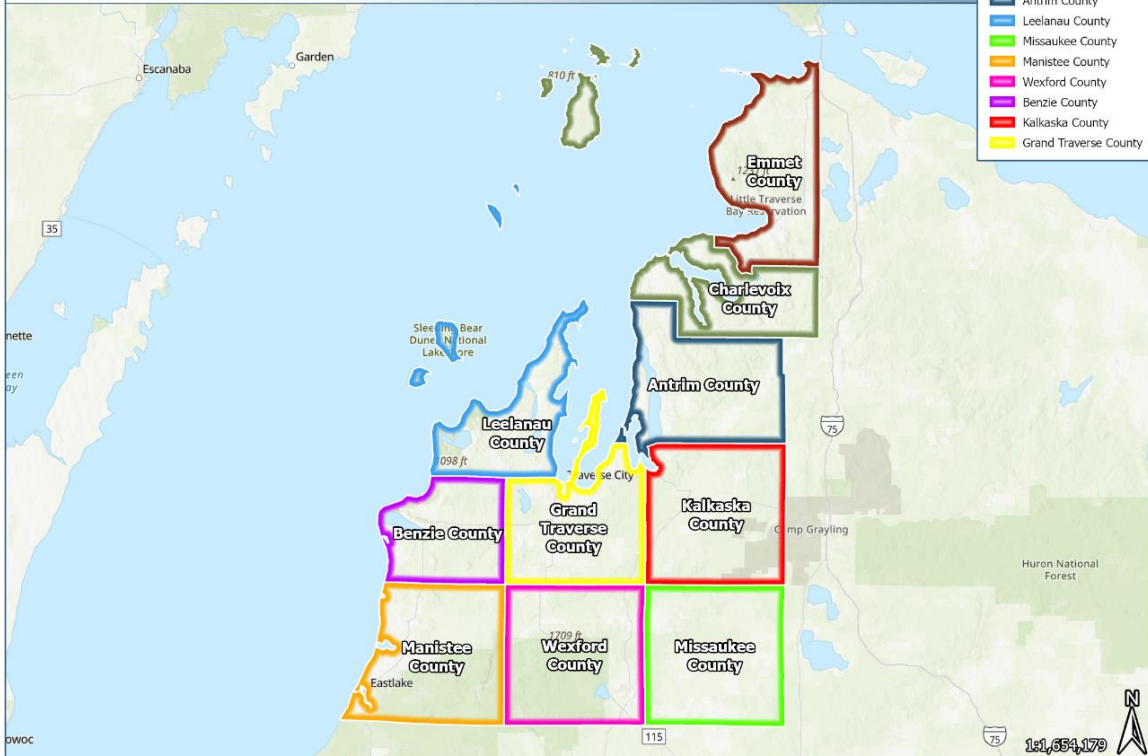 Antrim County
Leelanau County
Missaukee County
Manistee County
Wexford County
Benzie County
Kalkaska County
Grand Traverse County
Garden
Escanaba
810 ft
Emmet
County
Little Traverse
Bay Reservation
35
Charlevoix
County
Sleeping Bear
Dunes National
Lakeshore
nette
een
ay
Antrim County
75
Leelanau
County
1098 ft
Traverse City
Kalkaska
County
Grand
Traverse
County
Benzie County
Camp Grayling
Huron National
Forest
1709 ft
Manistee
County
Wexford
County
Missaukee
County
Eastlake
N
owoc
115
75
1:1,654,179